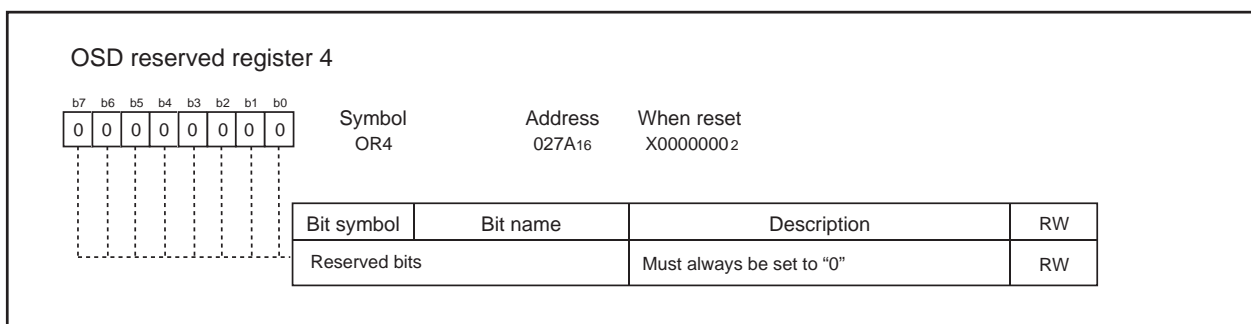 OSD reserved register 4
b7 b6 b5 b4 b3 b2 b1 b0
0 0 0 0 0 0 0 0
Symbol Address When reset
OR4 027A16 X00000002
Bit symbol Bit name Description RW
Reserved bits Must always be set to “0” RW